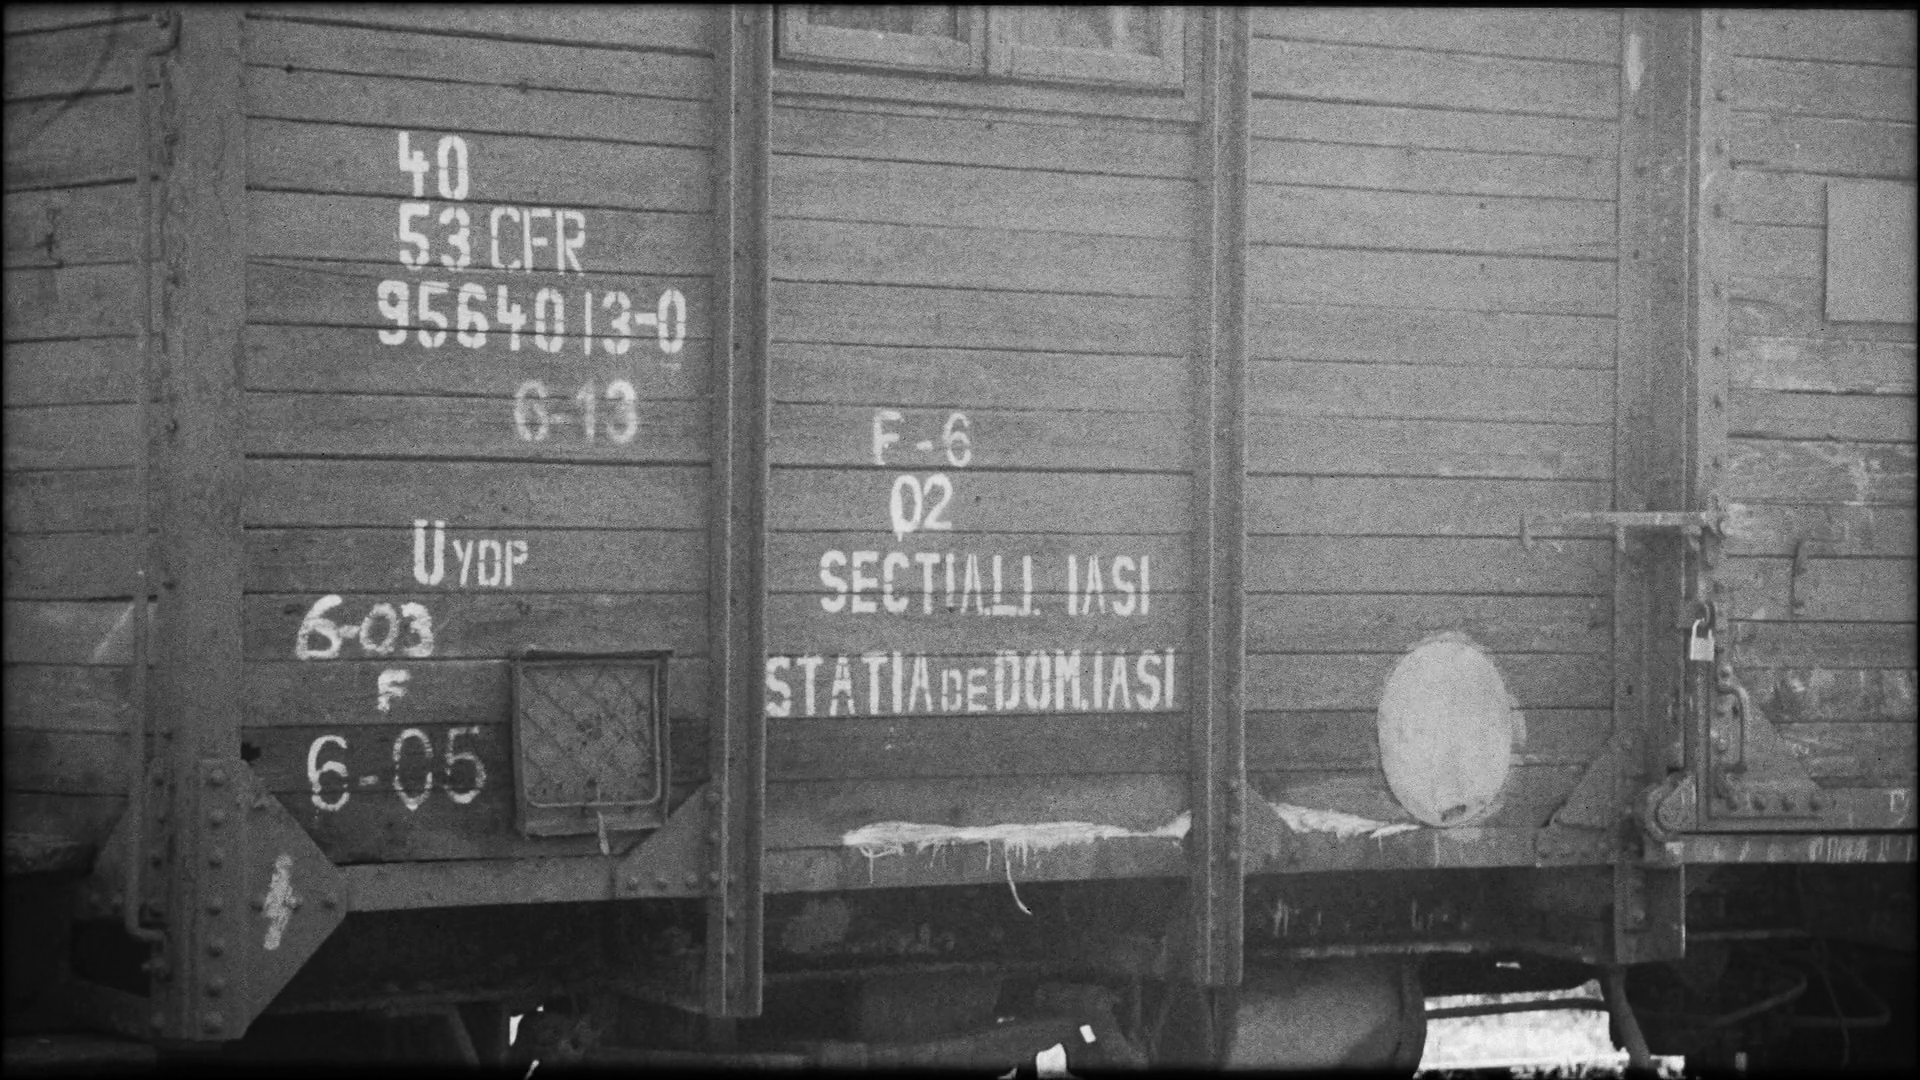 40
53 CFR
9564013-0
6-13
UYDP
6-03
F
6-05
F-6
02
SECTIA L.I. IASI
STATIA DE DOM.IASI